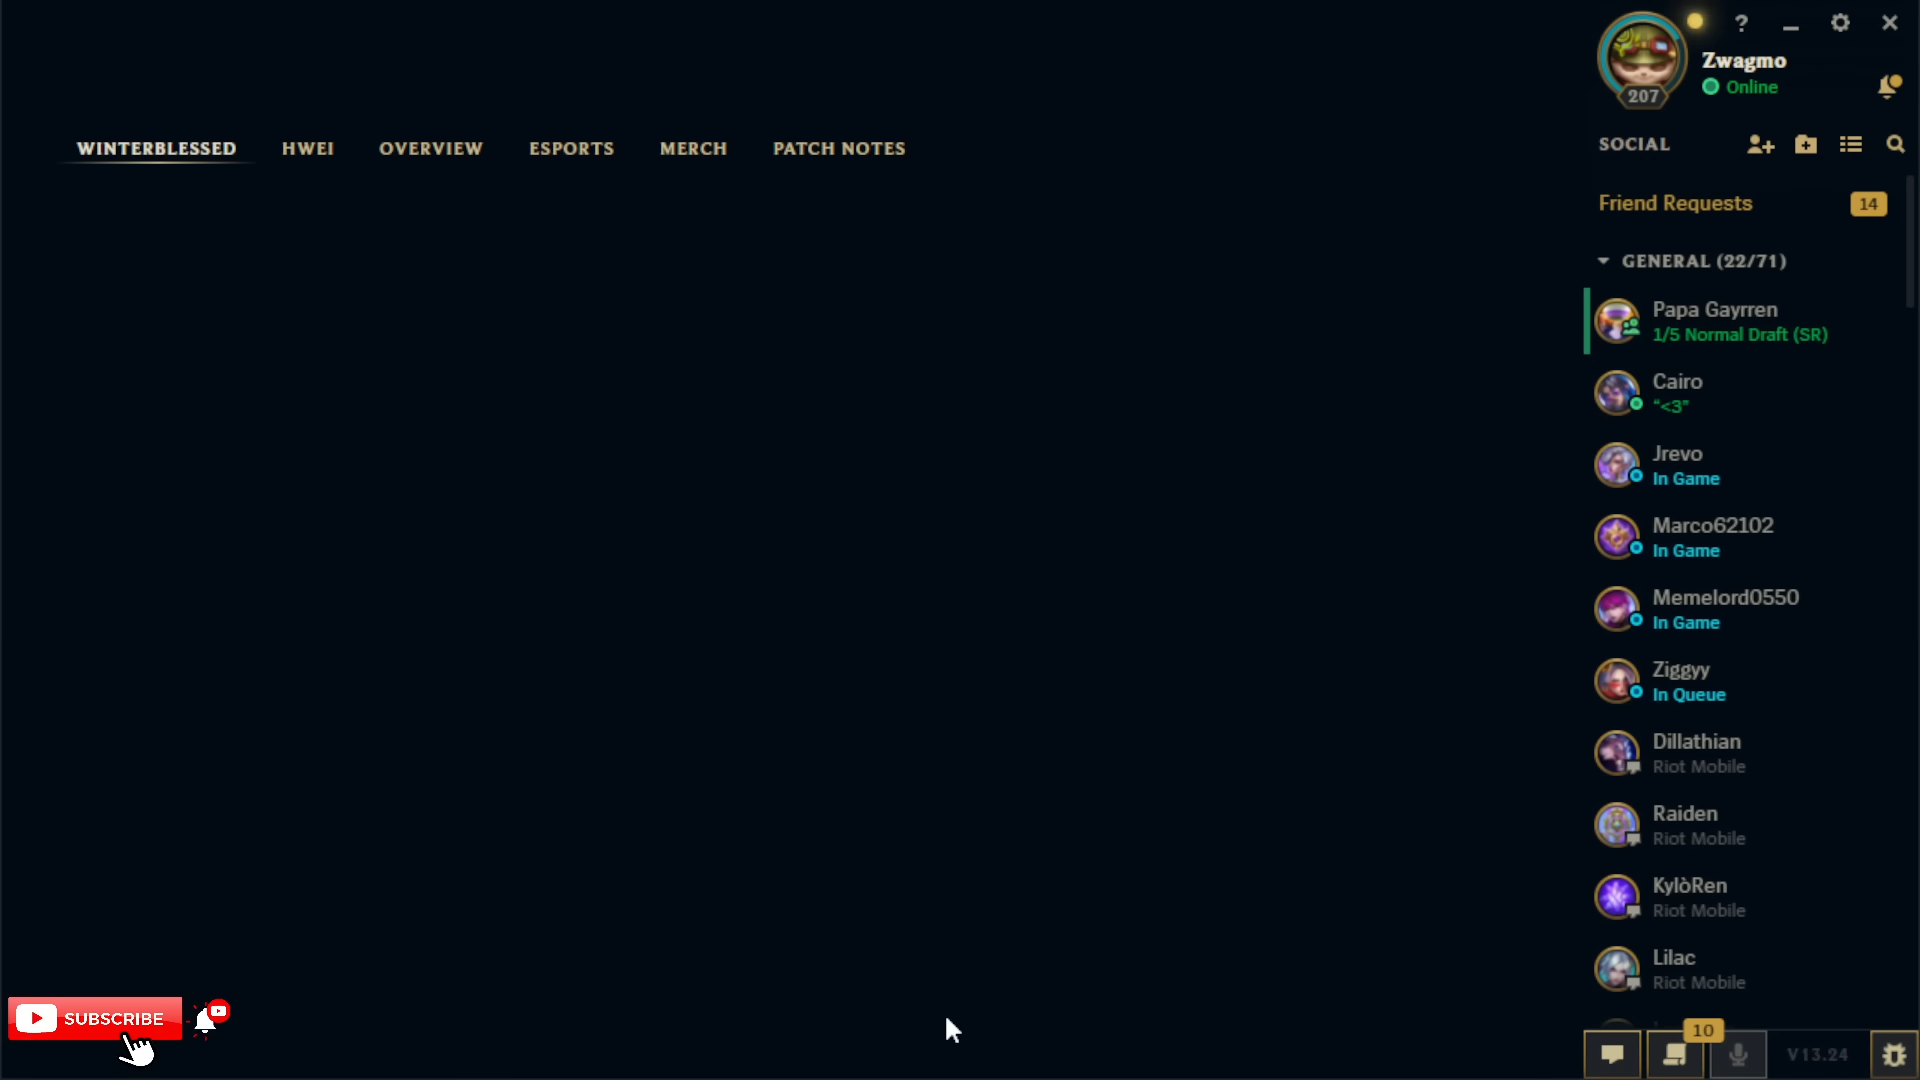 ?
Zwagmo
Online
207
WINTERBLESSED HWEI OVERVIEW ESPORTS MERCH PATCH NOTES
SOCIAL
Friend Requests 14
GENERAL (22/71)
Papa Gayrren
1/5 Normal Draft (SR)
Cairo
"<3"
Jrevo
In Game
Marco62102
In Game
Memelord0550
In Game
Ziggyy
In Queue
Dillathian
Riot Mobile
Raiden
Riot Mobile
KylòRen
Riot Mobile
Lilac
Riot Mobile
SUBSCRIBE
10
V13.24